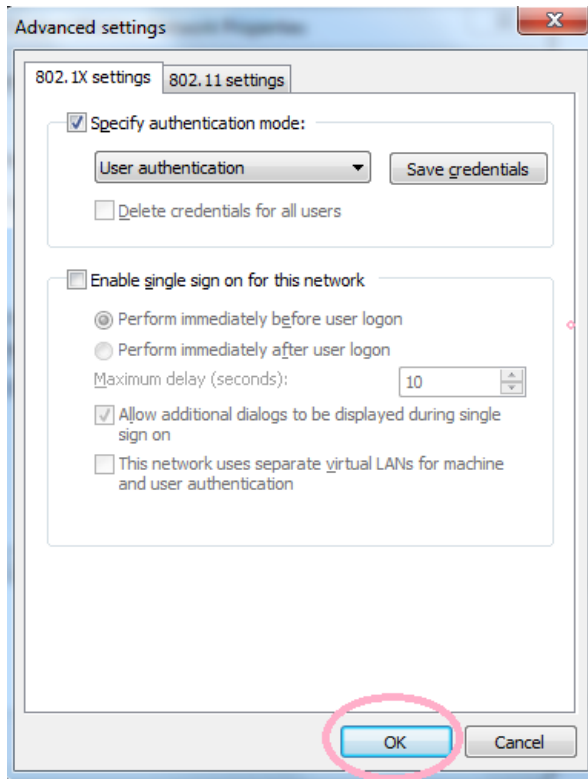 Advanced settings
802.1X settings 802.11 settings
Specify authentication mode:
User authentication Save credentials
Delete credentials for all users
Enable single sign on for this network
Perform immediately before user logon
Perform immediately after user logon
Maximum delay (seconds): 10
Allow additional dialogs to be displayed during single
sign on
This network uses separate virtual LANs for machine
and user authentication
OK Cancel